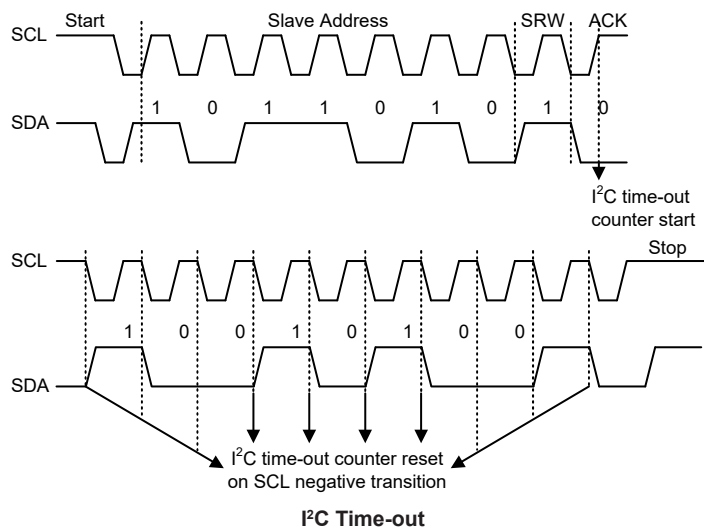 Start Slave Address SRW ACK
SCL
1 0 1 1 0 1 0 1 0
SDA
I²C time-out
counter start
Stop
SCL
1 0 0 1 0 1 0 0
SDA
I²C time-out counter reset
on SCL negative transition
I²C Time-out